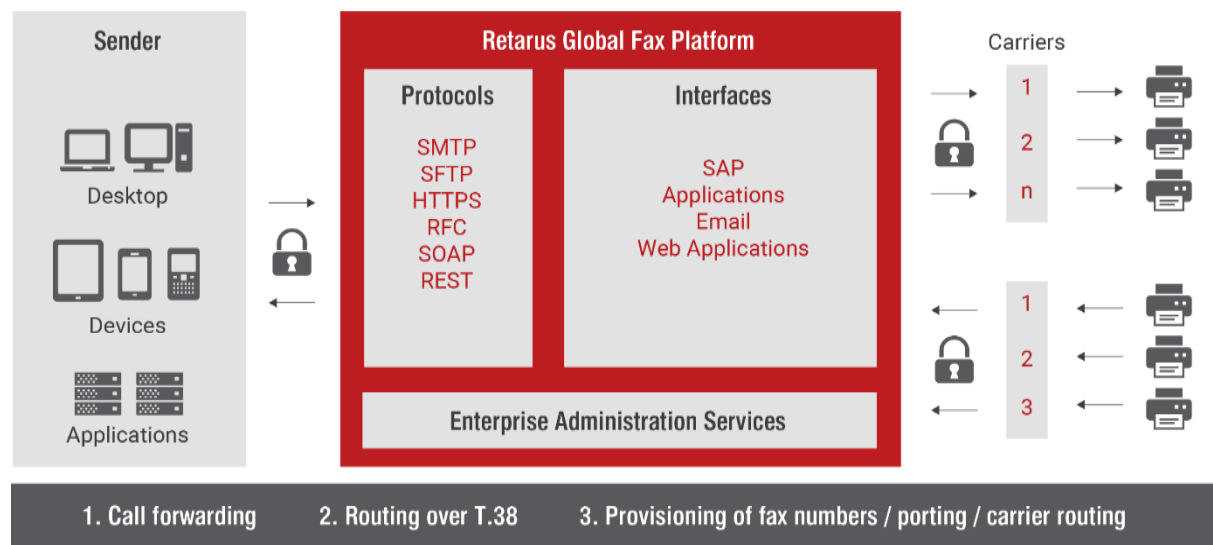 Sender
Desktop
Devices
Applications
Retarus Global Fax Platform
Protocols
SMTP
SFTP
HTTPS
RFC
SOAP
REST
Interfaces
SAP
Applications
Email
Web Applications
Enterprise Administration Services
Carriers
1
2
n
1
2
3
1. Call forwarding
2. Routing over T.38
3. Provisioning of fax numbers / porting / carrier routing